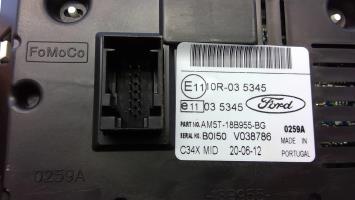 FoMoCo
E11 10R-03 5345
e11 03 5345
Ford
PART NO. AM5T-18B955-BG
0259A
SERIAL NO. B0I50 V038786
MADE IN
C34X MID 20-06-12
PORTUGAL
0259A